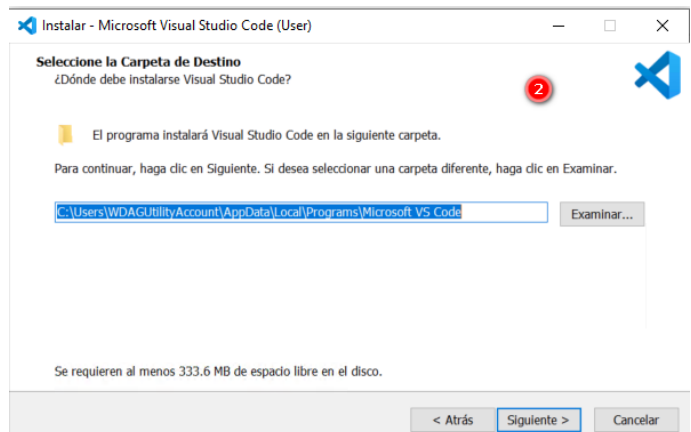 Instalar - Microsoft Visual Studio Code (User)
Seleccione la Carpeta de Destino
¿Dónde debe instalarse Visual Studio Code?
2
El programa instalará Visual Studio Code en la siguiente carpeta.
Para continuar, haga clic en Siguiente. Si desea seleccionar una carpeta diferente, haga clic en Examinar.
C:\Users\WDAGUtilityAccount\AppData\Local\Programs\Microsoft VS Code
Examinar...
Se requieren al menos 333.6 MB de espacio libre en el disco.
< Atrás
Siguiente >
Cancelar